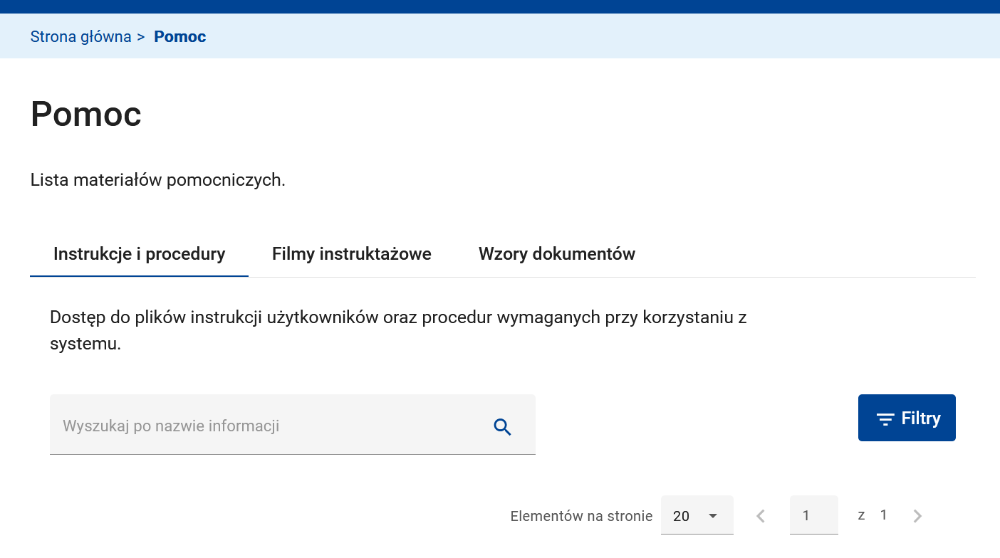 Strona główna > Pomoc
Pomoc
Lista materiałów pomocniczych.
Instrukcje i procedury Filmy instruktażowe Wzory dokumentów
Dostęp do plików instrukcji użytkowników oraz procedur wymaganych przy korzystaniu z
systemu.
Wyszukaj po nazwie informacji
Filtry
Elementów na stronie 20 1 z 1